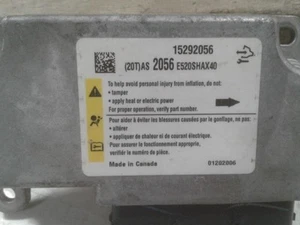 15292056
(20T)AS 2056 E520SHAX40
To help avoid personal injury from inflation, do not:
• tamper
• apply heat or electric power
For proper operation, verify part number.
Pour aider à éviter les blessures causées par le gonflage, ne pas:
• altérer
• appliquer de chaleur ni de courant électrique.
Pour assurer le fonctionnement approprie,
vérifier le numéro de pièce.
Made in Canada 01292056